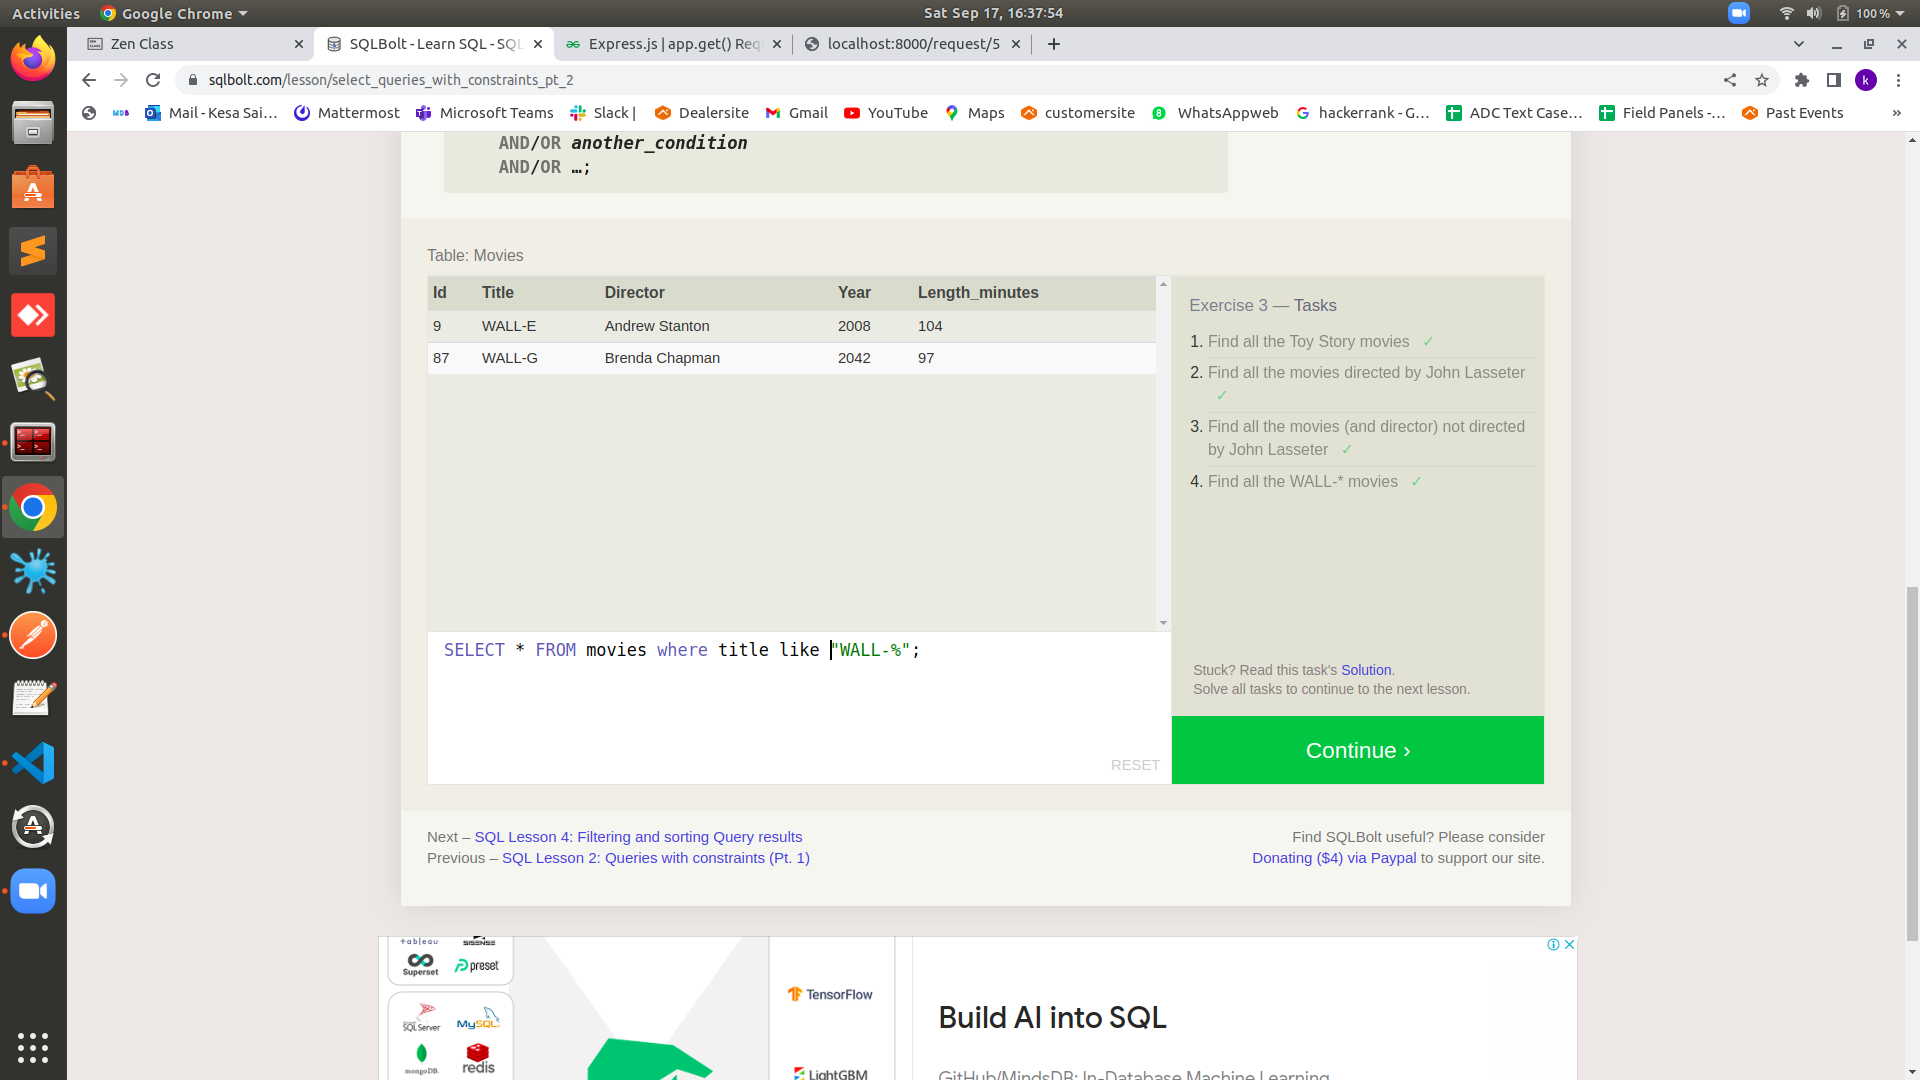 Activities Google Chrome Sat Sep 17, 16:37:54 100 %
Zen Class SQLBolt - Learn SQL - SQL Express.js | app.get() Req localhost:8000/request/5
sqlbolt.com/lesson/select_queries_with_constraints_pt_2 k
MDB Mail - Kesa Sai… Mattermost Microsoft Teams Slack | Dealersite Gmail YouTube Maps customersite WhatsAppweb hackerrank - G… ADC Text Case… Field Panels -… Past Events »
AND/OR another_condition
AND/OR …;
Table: Movies
Id Title Director Year Length_minutes
9 WALL-E Andrew Stanton 2008 104
87 WALL-G Brenda Chapman 2042 97
Exercise 3 — Tasks
1. Find all the Toy Story movies ✓
2. Find all the movies directed by John Lasseter
✓
3. Find all the movies (and director) not directed
by John Lasseter ✓
4. Find all the WALL-* movies ✓
SELECT * FROM movies where title like "WALL-%";
RESET
Stuck? Read this task's Solution.
Solve all tasks to continue to the next lesson.
Continue ›
Next – SQL Lesson 4: Filtering and sorting Query results
Previous – SQL Lesson 2: Queries with constraints (Pt. 1)
Find SQLBolt useful? Please consider
Donating ($4) via Paypal to support our site.
+ableau SISENSE
Superset preset
SQL Server MySQL
mongoDB redis
TensorFlow
LightGBM
Build AI into SQL
GitHub/MindsDB: In-Database Machine Learning